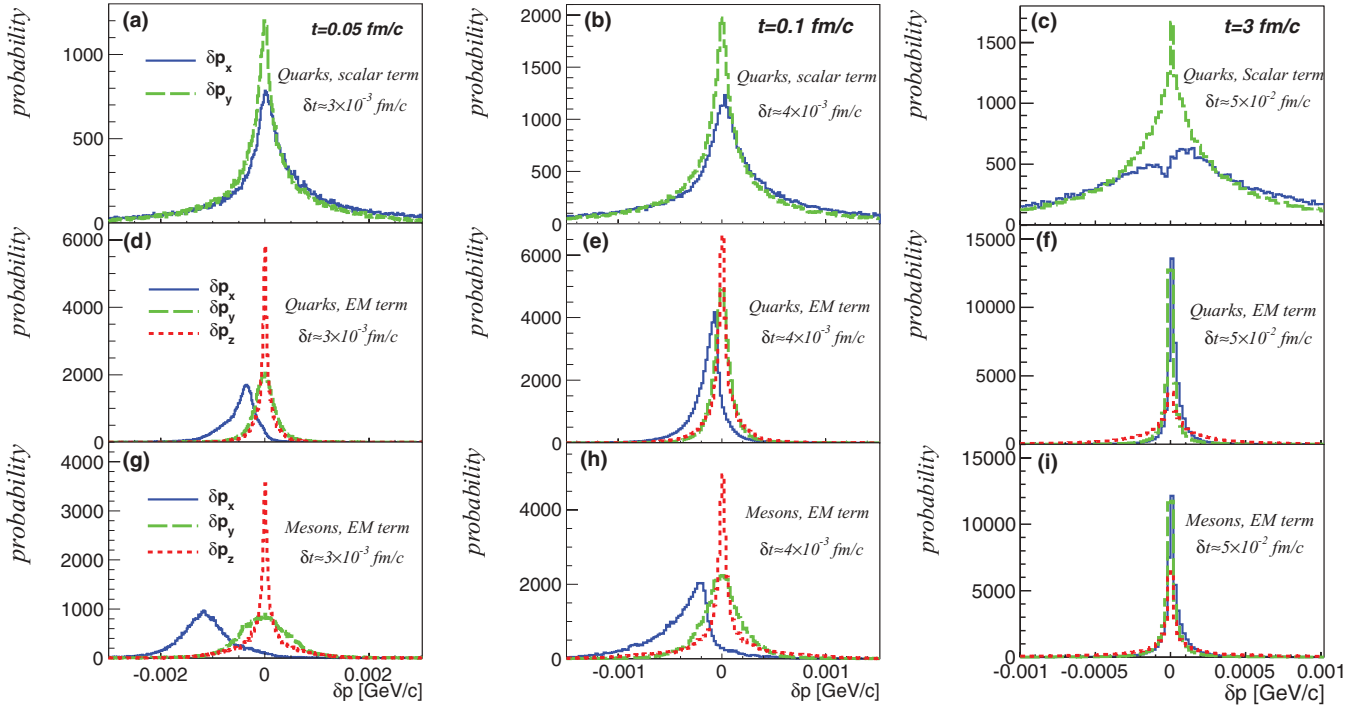 (a)
t=0.05 fm/c
probability
1000
500
0
δp_x
δp_y
Quarks, scalar term
δt≈3×10⁻³ fm/c
(b)
t=0.1 fm/c
probability
2000
1500
1000
500
0
Quarks, scalar term
δt≈4×10⁻³ fm/c
(c)
t=3 fm/c
probability
1500
1000
500
0
Quarks, Scalar term
δt≈5×10⁻² fm/c
(d)
probability
6000
4000
2000
0
δp_x
δp_y
δp_z
Quarks, EM term
δt≈3×10⁻³ fm/c
(e)
probability
6000
4000
2000
0
Quarks, EM term
δt≈4×10⁻³ fm/c
(f)
probability
15000
10000
5000
0
Quarks, EM term
δt≈5×10⁻² fm/c
(g)
probability
4000
3000
2000
1000
0
δp_x
δp_y
δp_z
Mesons, EM term
δt≈3×10⁻³ fm/c
-0.002
0
0.002
δp [GeV/c]
(h)
probability
4000
2000
0
Mesons, EM term
δt≈4×10⁻³ fm/c
-0.001
0
0.001
δp [GeV/c]
(i)
probability
15000
10000
5000
0
Mesons, EM term
δt≈5×10⁻² fm/c
-0.001
-0.0005
0
0.0005
0.001
δp [GeV/c]